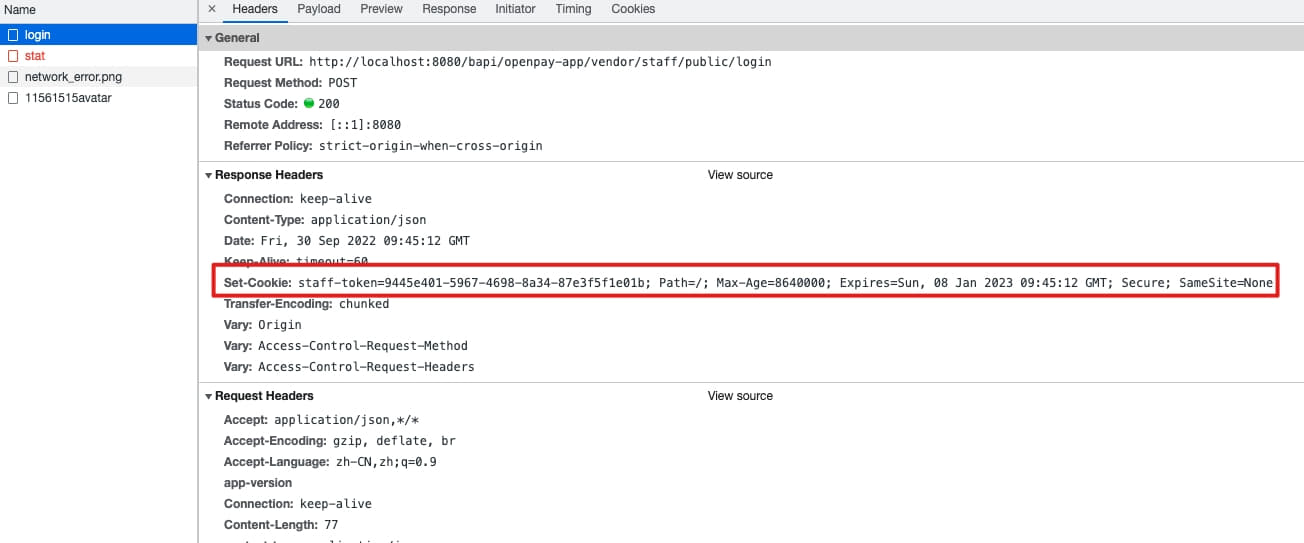 Name
× Headers Payload Preview Response Initiator Timing Cookies
login
stat
network_error.png
11561515avatar
▾ General
Request URL: http://localhost:8080/bapi/openpay-app/vendor/staff/public/login
Request Method: POST
Status Code: 200
Remote Address: [::1]:8080
Referrer Policy: strict-origin-when-cross-origin
▾ Response Headers View source
Connection: keep-alive
Content-Type: application/json
Date: Fri, 30 Sep 2022 09:45:12 GMT
Keep-Alive: timeout=60
Set-Cookie: staff-token=9445e401-5967-4698-8a34-87e3f5f1e01b; Path=/; Max-Age=8640000; Expires=Sun, 08 Jan 2023 09:45:12 GMT; Secure; SameSite=None
Transfer-Encoding: chunked
Vary: Origin
Vary: Access-Control-Request-Method
Vary: Access-Control-Request-Headers
▾ Request Headers View source
Accept: application/json,*/*
Accept-Encoding: gzip, deflate, br
Accept-Language: zh-CN,zh;q=0.9
app-version
Connection: keep-alive
Content-Length: 77